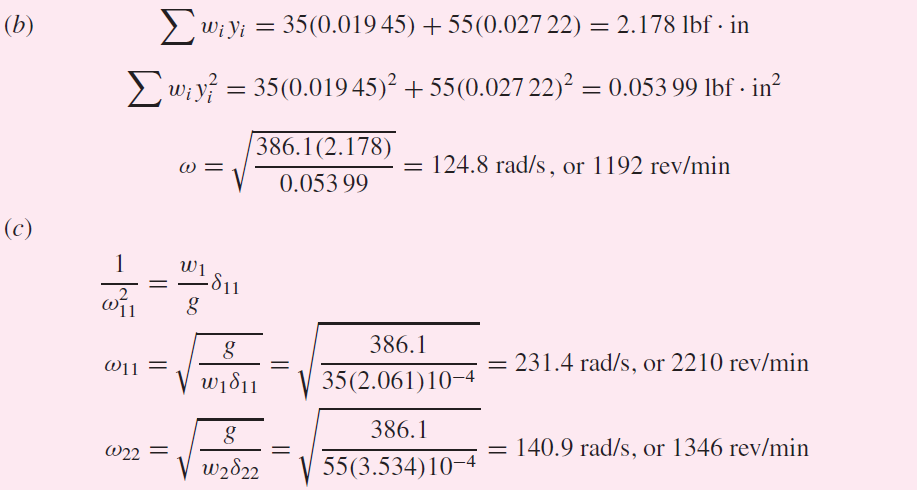 (b) ∑ wᵢyᵢ = 35(0.019 45) + 55(0.027 22) = 2.178 lbf · in
∑ wᵢyᵢ² = 35(0.019 45)² + 55(0.027 22)² = 0.053 99 lbf · in²
ω = √(386.1(2.178) / 0.053 99) = 124.8 rad/s, or 1192 rev/min
(c)
1/ω₁₁² = (w₁/g) δ₁₁
ω₁₁ = √(g / w₁δ₁₁) = √(386.1 / 35(2.061)10⁻⁴) = 231.4 rad/s, or 2210 rev/min
ω₂₂ = √(g / w₂δ₂₂) = √(386.1 / 55(3.534)10⁻⁴) = 140.9 rad/s, or 1346 rev/min